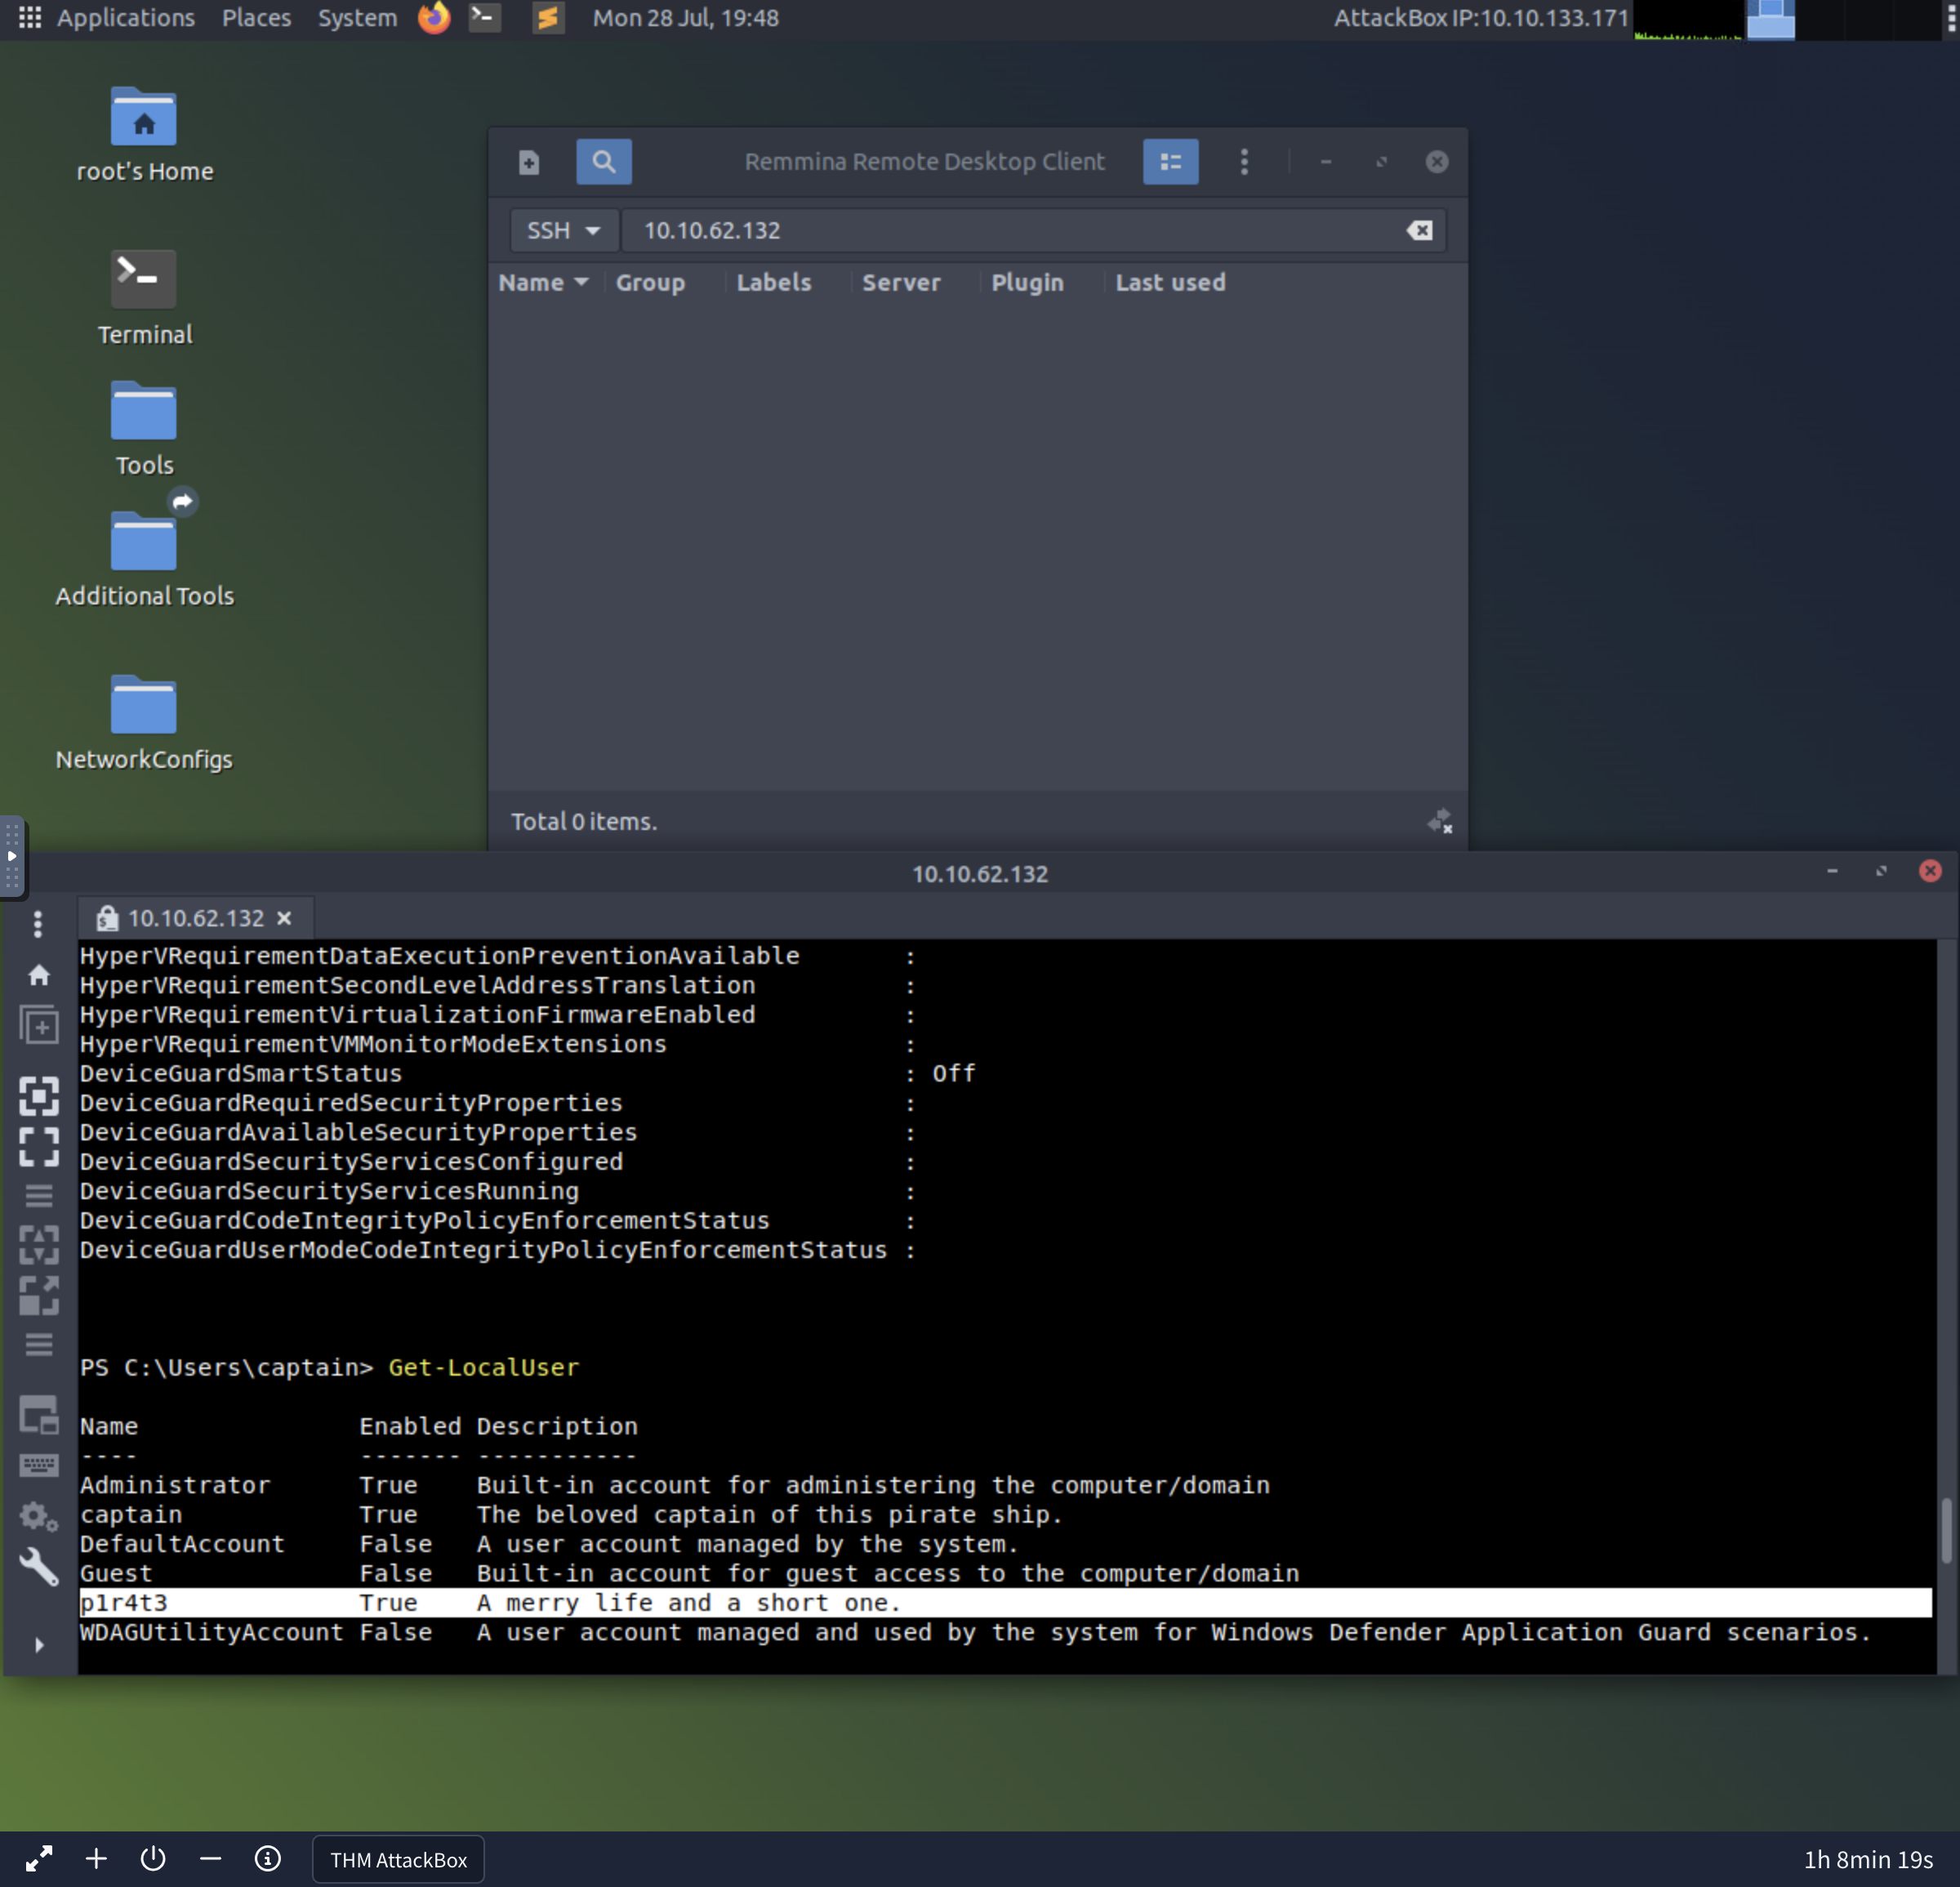 Applications Places System Mon 28 Jul, 19:48 AttackBox IP:10.10.133.171
root's Home
Terminal
Tools
Additional Tools
NetworkConfigs
Remmina Remote Desktop Client
SSH 10.10.62.132
Name Group Labels Server Plugin Last used
Total 0 items.
10.10.62.132
10.10.62.132
HyperVRequirementDataExecutionPreventionAvailable :
HyperVRequirementSecondLevelAddressTranslation :
HyperVRequirementVirtualizationFirmwareEnabled :
HyperVRequirementVMMonitorModeExtensions :
DeviceGuardSmartStatus : Off
DeviceGuardRequiredSecurityProperties :
DeviceGuardAvailableSecurityProperties :
DeviceGuardSecurityServicesConfigured :
DeviceGuardSecurityServicesRunning :
DeviceGuardCodeIntegrityPolicyEnforcementStatus :
DeviceGuardUserModeCodeIntegrityPolicyEnforcementStatus :
PS C:\Users\captain> Get-LocalUser
Name Enabled Description
---- ------- -----------
Administrator True Built-in account for administering the computer/domain
captain True The beloved captain of this pirate ship.
DefaultAccount False A user account managed by the system.
Guest False Built-in account for guest access to the computer/domain
p1r4t3 True A merry life and a short one.
WDAGUtilityAccount False A user account managed and used by the system for Windows Defender Application Guard scenarios.
THM AttackBox 1h 8min 19s